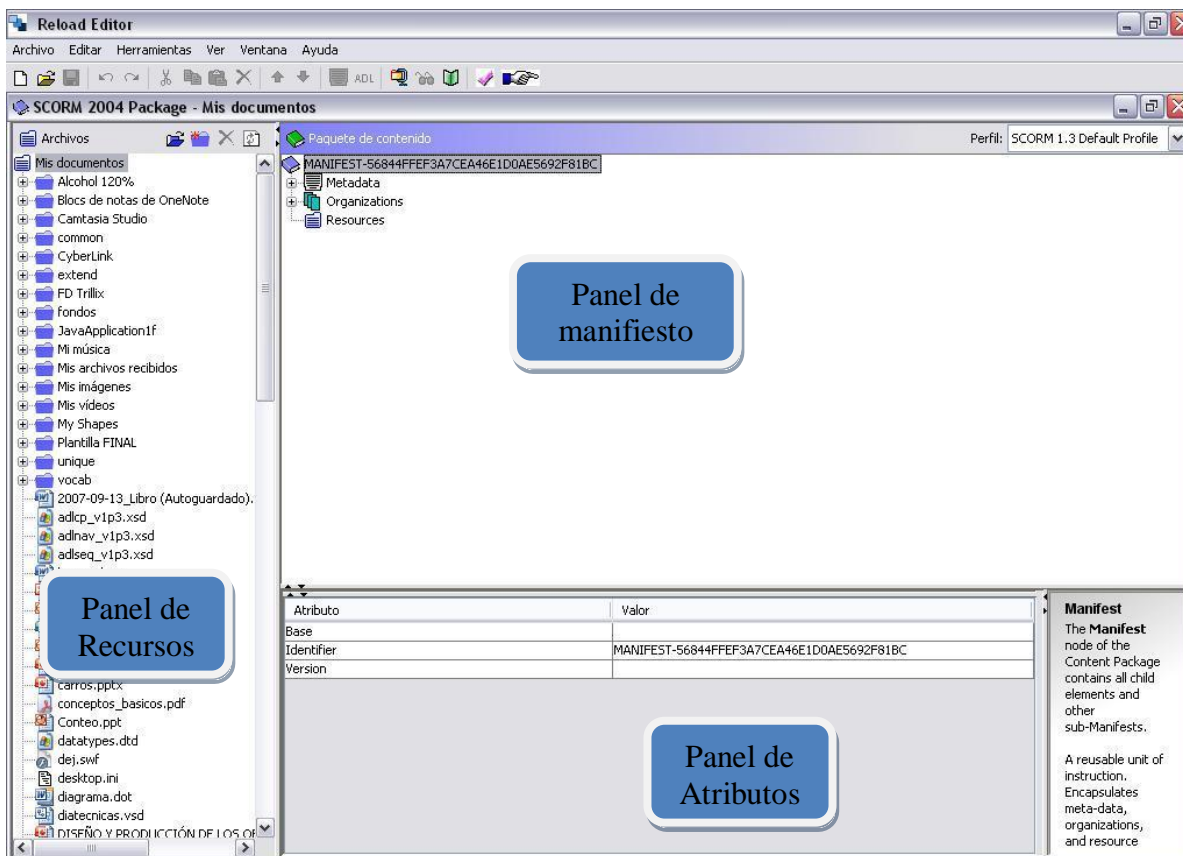 Reload Editor
Archivo Editar Herramientas Ver Ventana Ayuda
ADL
SCORM 2004 Package - Mis documentos
Archivos
Paquete de contenido
Perfil: SCORM 1.3 Default Profile
Mis documentos
Alcohol 120%
Blocs de notas de OneNote
Camtasia Studio
common
CyberLink
extend
FD Trillix
fondos
JavaApplication1f
Mi música
Mis archivos recibidos
Mis imágenes
Mis vídeos
My Shapes
Plantilla FINAL
unique
vocab
2007-09-13_Libro (Autoguardado).
adlcp_v1p3.xsd
adlnav_v1p3.xsd
adlseq_v1p3.xsd
Panel de
Recursos
carros.pptx
conceptos_basicos.pdf
Conteo.ppt
datatypes.dtd
dej.swf
desktop.ini
diagrama.dot
diatecnicas.vsd
DISEÑO Y PRODUCCIÓN DE LOS
MANIFEST-56844FFEF3A7CEA46E1D0AE5692F81BC
Metadata
Organizations
Resources
Panel de
manifiesto
Atributo Valor
Base
Identifier MANIFEST-56844FFEF3A7CEA46E1D0AE5692F81BC
Version
Panel de
Atributos
Manifest
The Manifest
node of the
Content Package
contains all child
elements and
other
sub-Manifests.
A reusable unit of
instruction.
Encapsulates
meta-data,
organizations,
and resource